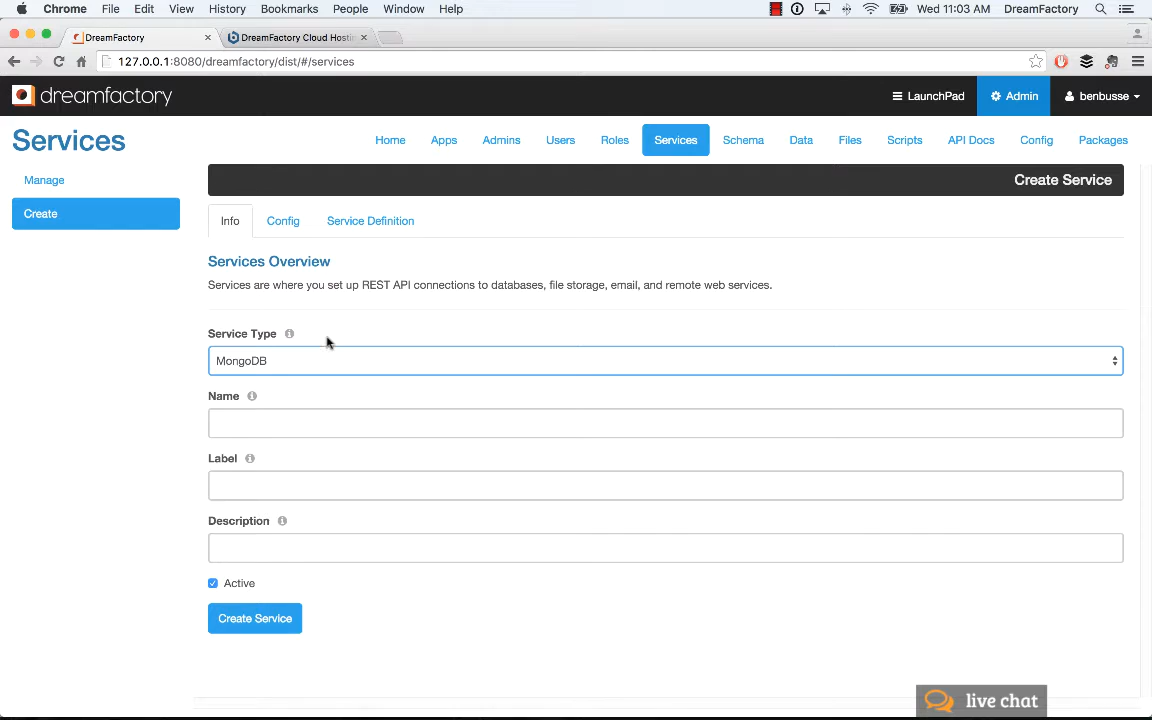 Chrome File Edit View History Bookmarks People Window Help Wed 11:03 AM DreamFactory
DreamFactory DreamFactory Cloud Hosti
127.0.0.1:8080/dreamfactory/dist/#/services
dreamfactory LaunchPad Admin benbusse
Services Home Apps Admins Users Roles Services Schema Data Files Scripts API Docs Config Packages
Manage
Create
Create Service
Info Config Service Definition
Services Overview
Services are where you set up REST API connections to databases, file storage, email, and remote web services.
Service Type
MongoDB
Name
Label
Description
Active
Create Service
live chat